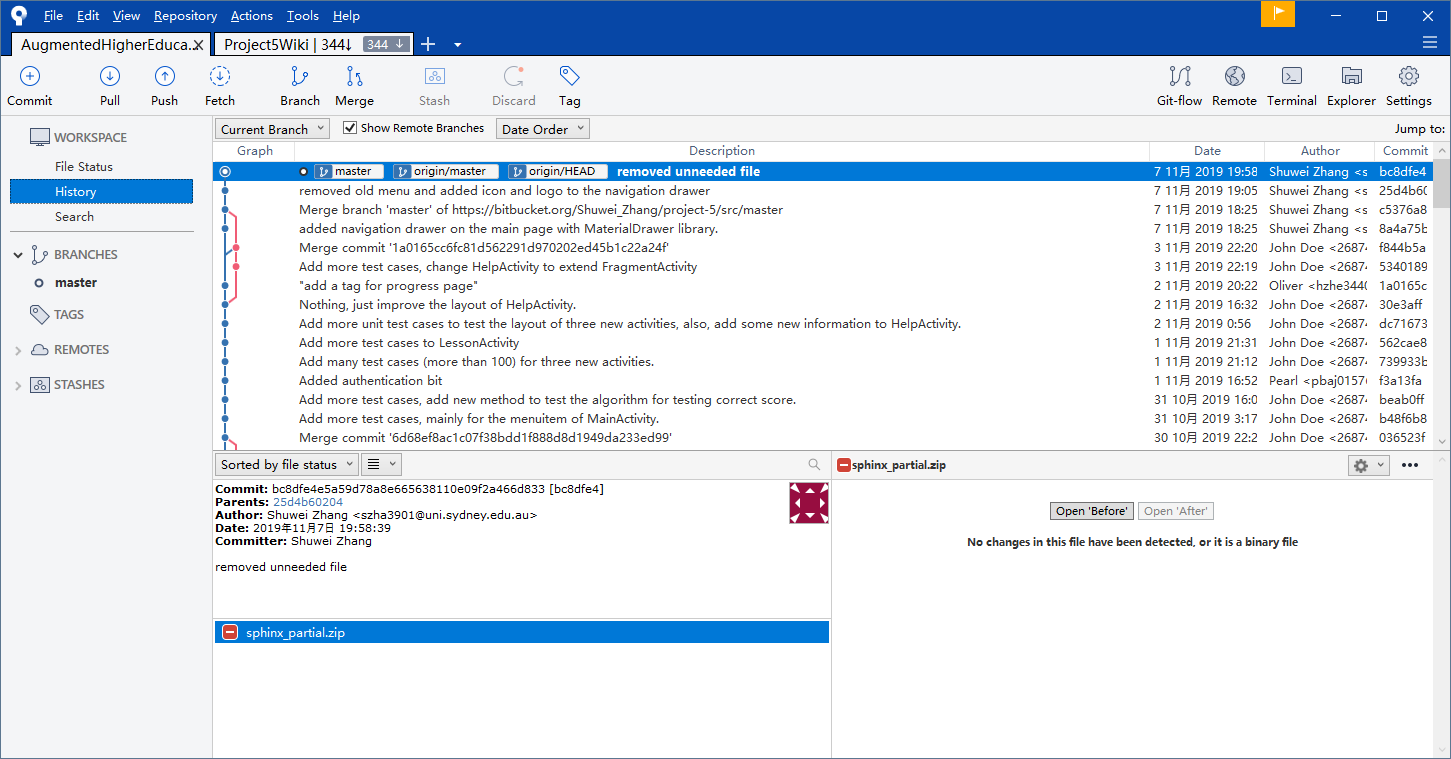 File Edit View Repository Actions Tools Help
AugmentedHigherEduca... Project5Wiki | 344↓ 344 ↓
Commit Pull Push Fetch Branch Merge Stash Discard Tag Git-flow Remote Terminal Explorer Settings
WORKSPACE
File Status
History
Search
BRANCHES
master
TAGS
REMOTES
STASHES
Current Branch Show Remote Branches Date Order Jump to:
Graph Description Date Author Commit
master origin/master origin/HEAD removed unneeded file 7 11月 2019 19:58 Shuwei Zhang <s bc8dfe4
removed old menu and added icon and logo to the navigation drawer 7 11月 2019 19:05 Shuwei Zhang <s 25d4b60
Merge branch 'master' of https://bitbucket.org/Shuwei_Zhang/project-5/src/master 7 11月 2019 18:25 Shuwei Zhang <s c5376a8
added navigation drawer on the main page with MaterialDrawer library. 7 11月 2019 18:25 Shuwei Zhang <s 8a4a75b
Merge commit '1a0165cc6fc81d562291d970202ed45b1c22a24f' 3 11月 2019 22:20 John Doe <26874 f844b5a
Add more test cases, change HelpActivity to extend FragmentActivity 3 11月 2019 22:19 John Doe <26874 5340189
"add a tag for progress page" 2 11月 2019 20:22 Oliver <hzhe3440 1a0165c
Nothing, just improve the layout of HelpActivity. 2 11月 2019 16:32 John Doe <26874 30e3aff
Add more unit test cases to test the layout of three new activities, also, add some new information to HelpActivity. 2 11月 2019 0:56 John Doe <26874 dc71673
Add more test cases to LessonActivity 1 11月 2019 21:31 John Doe <26874 562cae8
Add many test cases (more than 100) for three new activities. 1 11月 2019 21:12 John Doe <26874 739933b
Added authentication bit 1 11月 2019 16:52 Pearl <pbaj0157 f3a13fa
Add more test cases, add new method to test the algorithm for testing correct score. 31 10月 2019 16:0 John Doe <26874 beab0ff
Add more test cases, mainly for the menuitem of MainActivity. 31 10月 2019 3:17 John Doe <26874 b48f6b8
Merge commit '6d68ef8ac1c07f38bdd1f888d8d1949da233ed99' 30 10月 2019 22:2 John Doe <26874 036523f
Sorted by file status
Commit: bc8dfe4e5a59d78a8e665638110e09f2a466d833 [bc8dfe4]
Parents: 25d4b60204
Author: Shuwei Zhang <szha3901@uni.sydney.edu.au>
Date: 2019年11月7日 19:58:39
Committer: Shuwei Zhang
removed unneeded file
sphinx_partial.zip
sphinx_partial.zip
Open 'Before' Open 'After'
No changes in this file have been detected, or it is a binary file